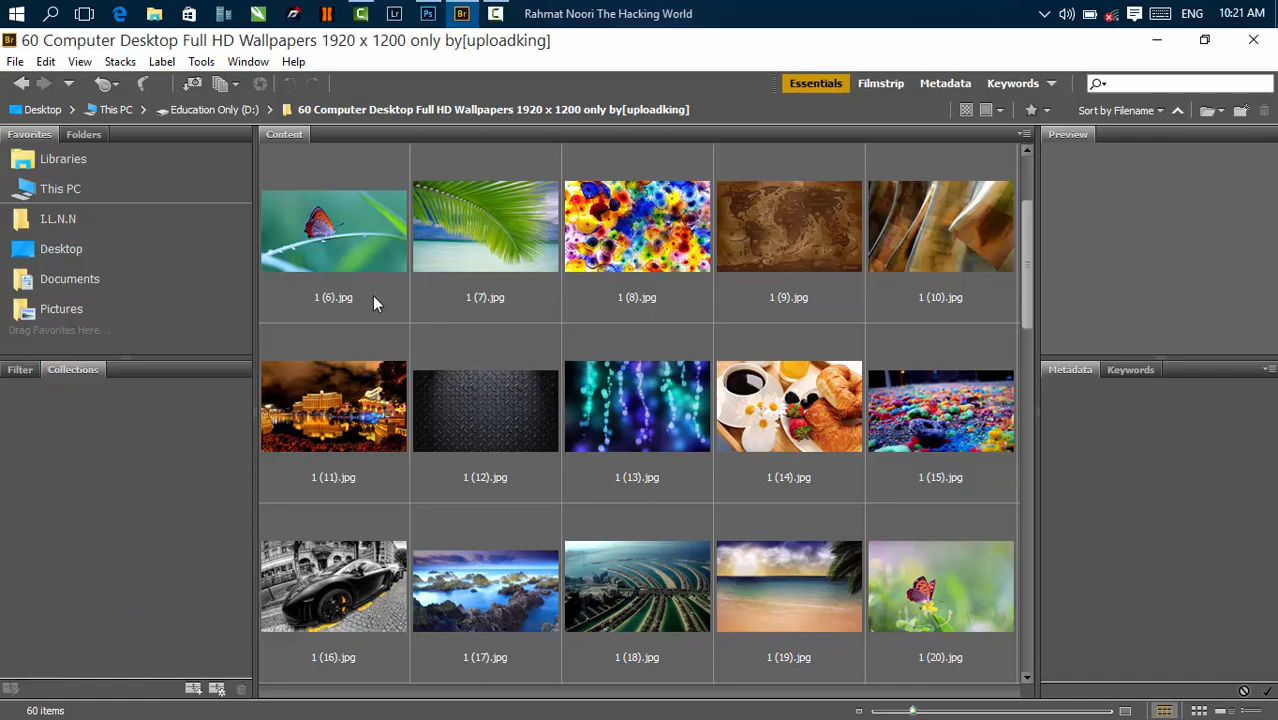 Lr Ps Br Rahmat Noori The Hacking World ENG 10:21 AM
Br 60 Computer Desktop Full HD Wallpapers 1920 x 1200 only by[uploadking]
File Edit View Stacks Label Tools Window Help
Essentials Filmstrip Metadata Keywords
Desktop This PC Education Only (D:) 60 Computer Desktop Full HD Wallpapers 1920 x 1200 only by[uploadking] Sort by Filename
Favorites Folders Content Preview
Libraries
This PC
I.L.N.N
Desktop
Documents
Pictures
Drag Favorites Here...
1 (6).jpg 1 (7).jpg 1 (8).jpg 1 (9).jpg 1 (10).jpg
Filter Collections Metadata Keywords
1 (11).jpg 1 (12).jpg 1 (13).jpg 1 (14).jpg 1 (15).jpg
1 (16).jpg 1 (17).jpg 1 (18).jpg 1 (19).jpg 1 (20).jpg
60 items